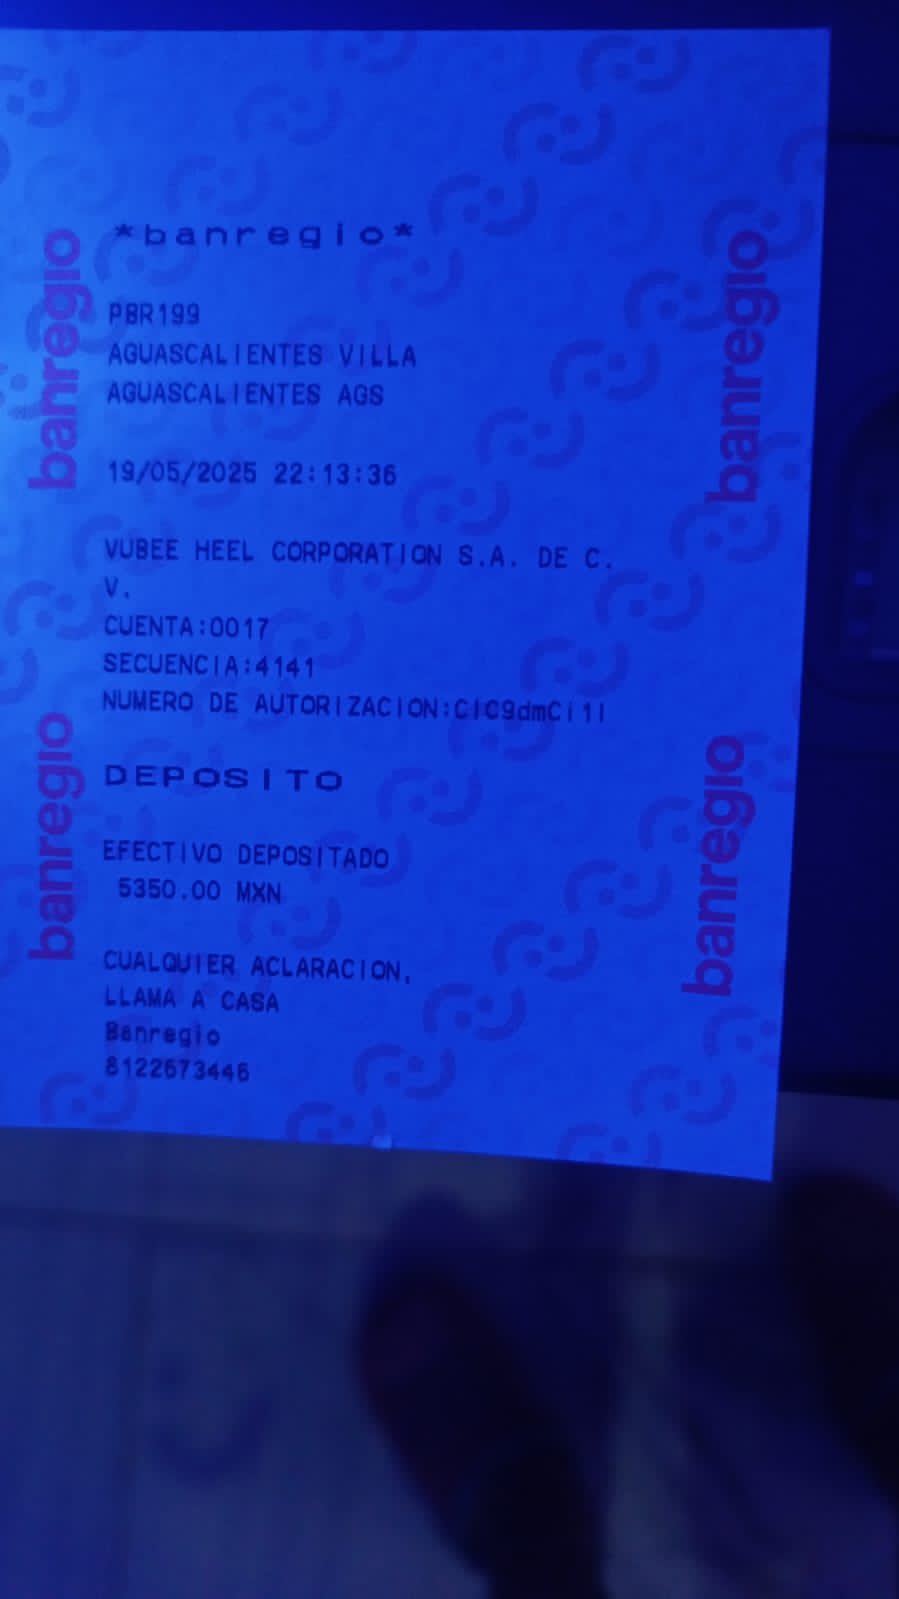 *banregio*
PBR199
AGUASCALIENTES VILLA
AGUASCALIENTES AGS
19/05/2025 22:13:36
VUBEE HEEL CORPORATION S.A. DE C.
V.
CUENTA:0017
SECUENCIA:4141
NUMERO DE AUTORIZACION:CIC9dmCi1I
DEPOSITO
EFECTIVO DEPOSITADO
5350.00 MXN
CUALQUIER ACLARACION,
LLAMA A CASA
Banregio
8122673446
banregio
banregio
banregio
banregio